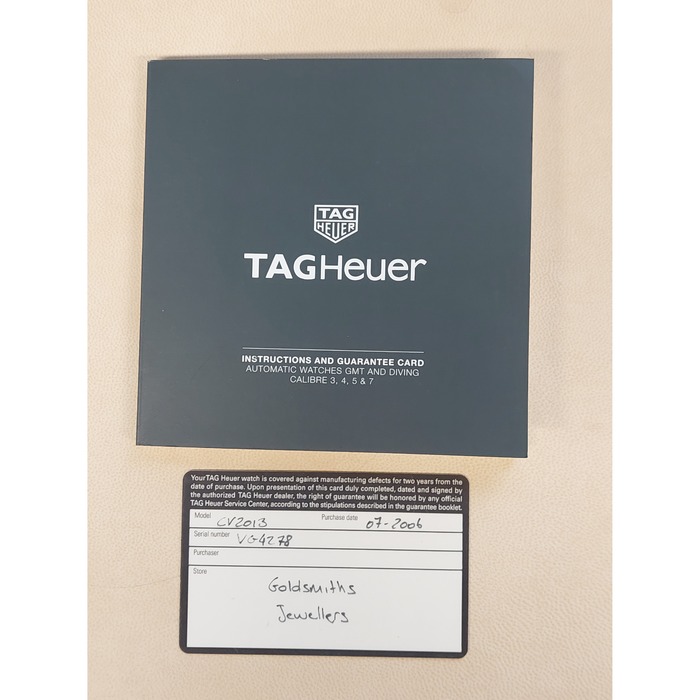 TAG
HEUER
TAGHeuer
INSTRUCTIONS AND GUARANTEE CARD
AUTOMATIC WATCHES GMT AND DIVING
CALIBRE 3, 4, 5 & 7
Your TAG Heuer watch is covered against manufacturing defects for two years from the
date of purchase. Upon presentation of this card duly completed, dated and signed by
the authorized TAG Heuer dealer, the right of guarantee will be honored by any official
TAG Heuer Service Center, according to the stipulations described in the guarantee booklet.
Model CV2013 Purchase date 07-2006
Serial number VG4278
Purchaser
Store
Goldsmiths
Jewellers